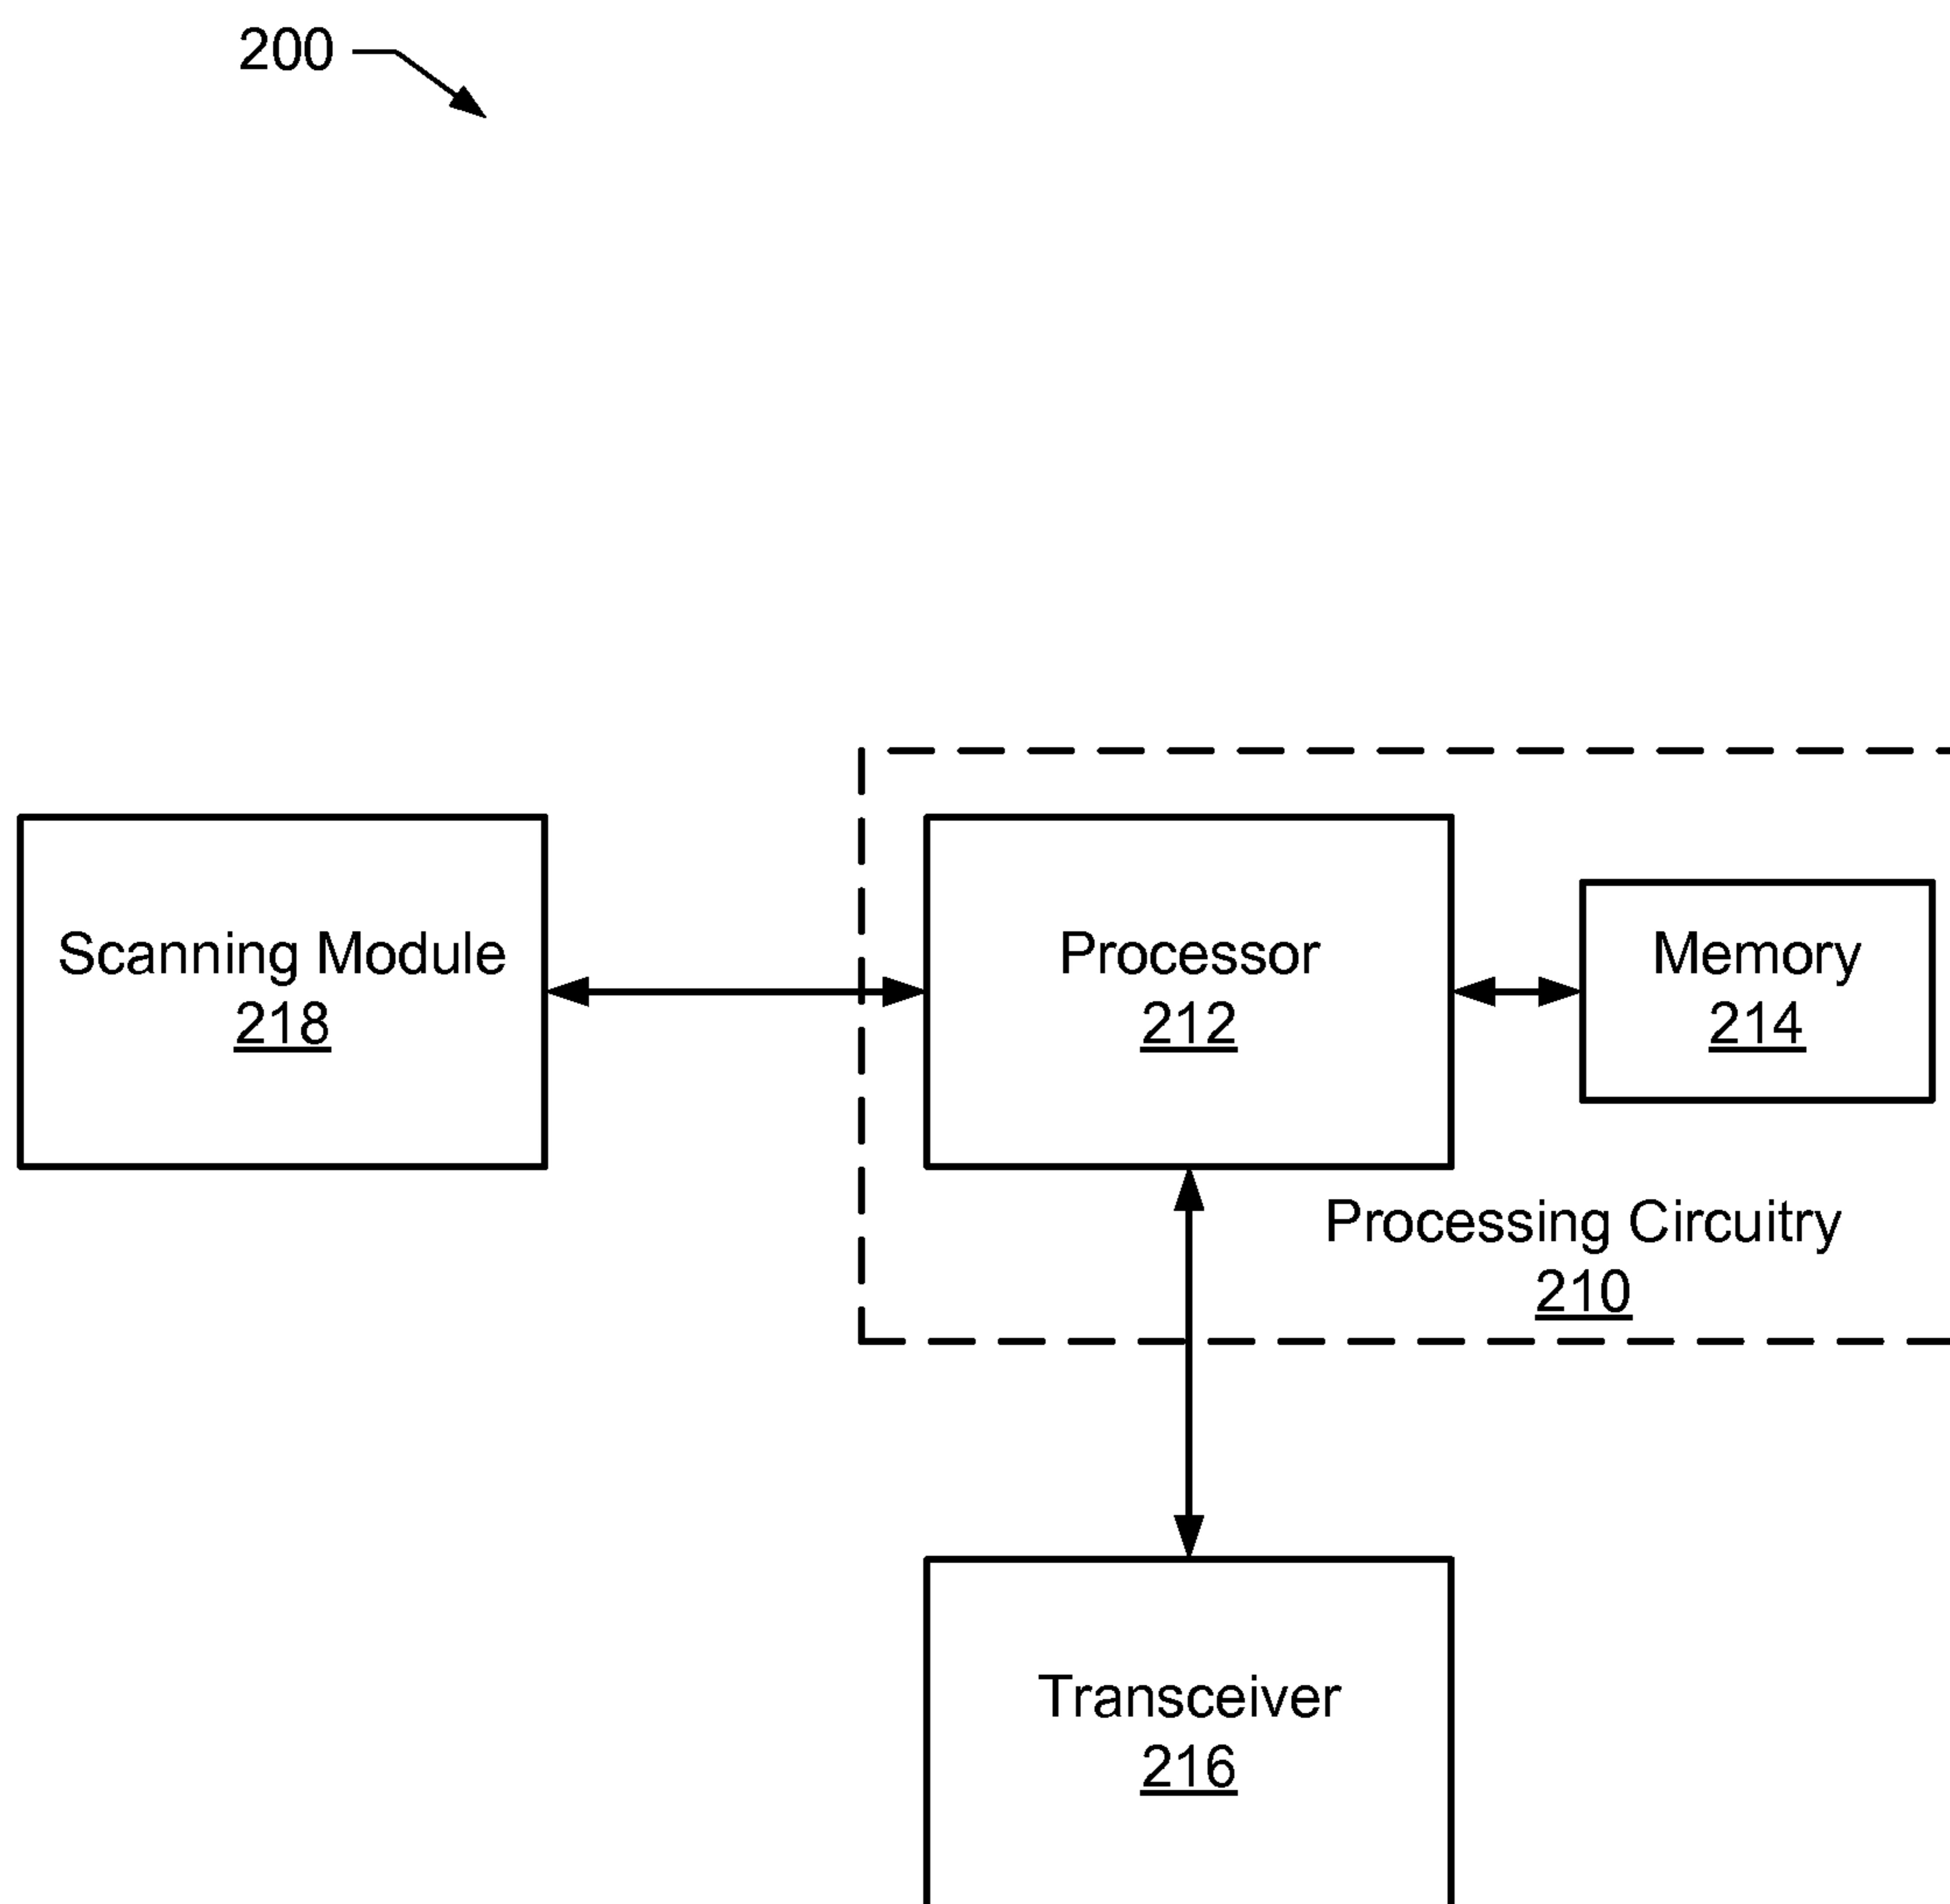 200
Scanning Module
218
Processor
212
Memory
214
Processing Circuitry
210
Transceiver
216